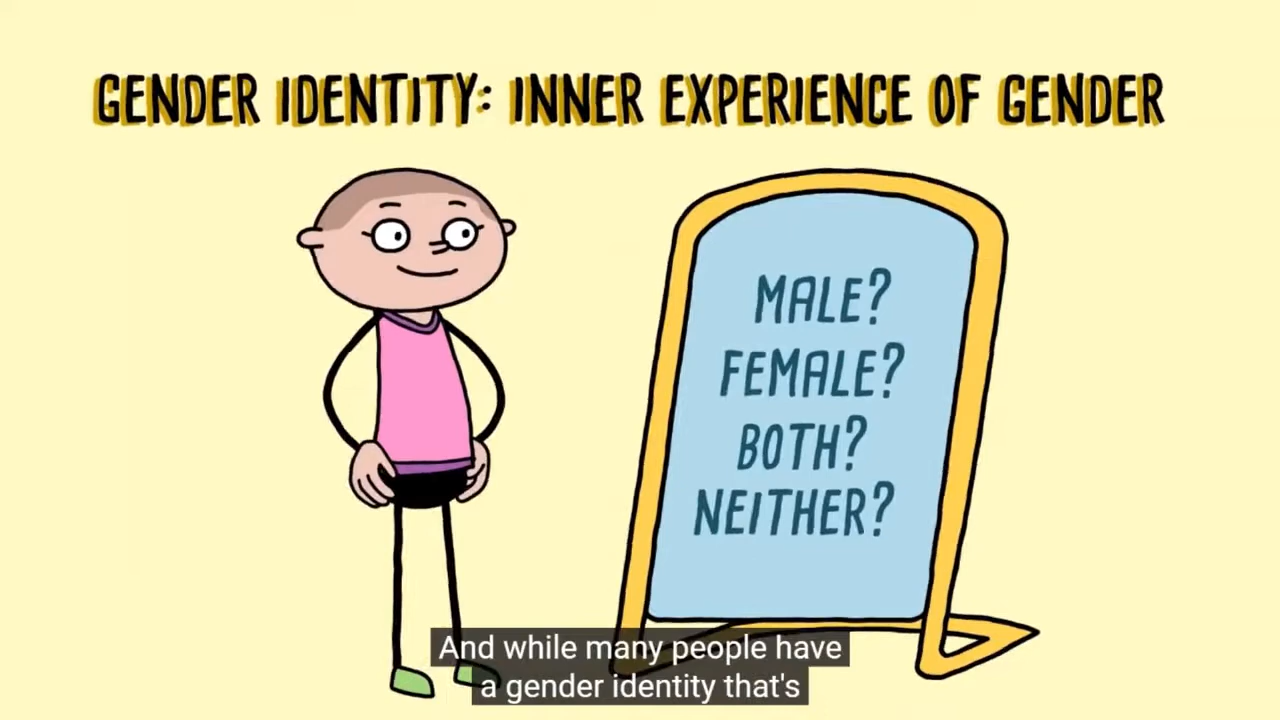 GENDER IDENTITY: INNER EXPERIENCE OF GENDER
MALE?
FEMALE?
BOTH?
NEITHER?
And while many people have
a gender identity that's